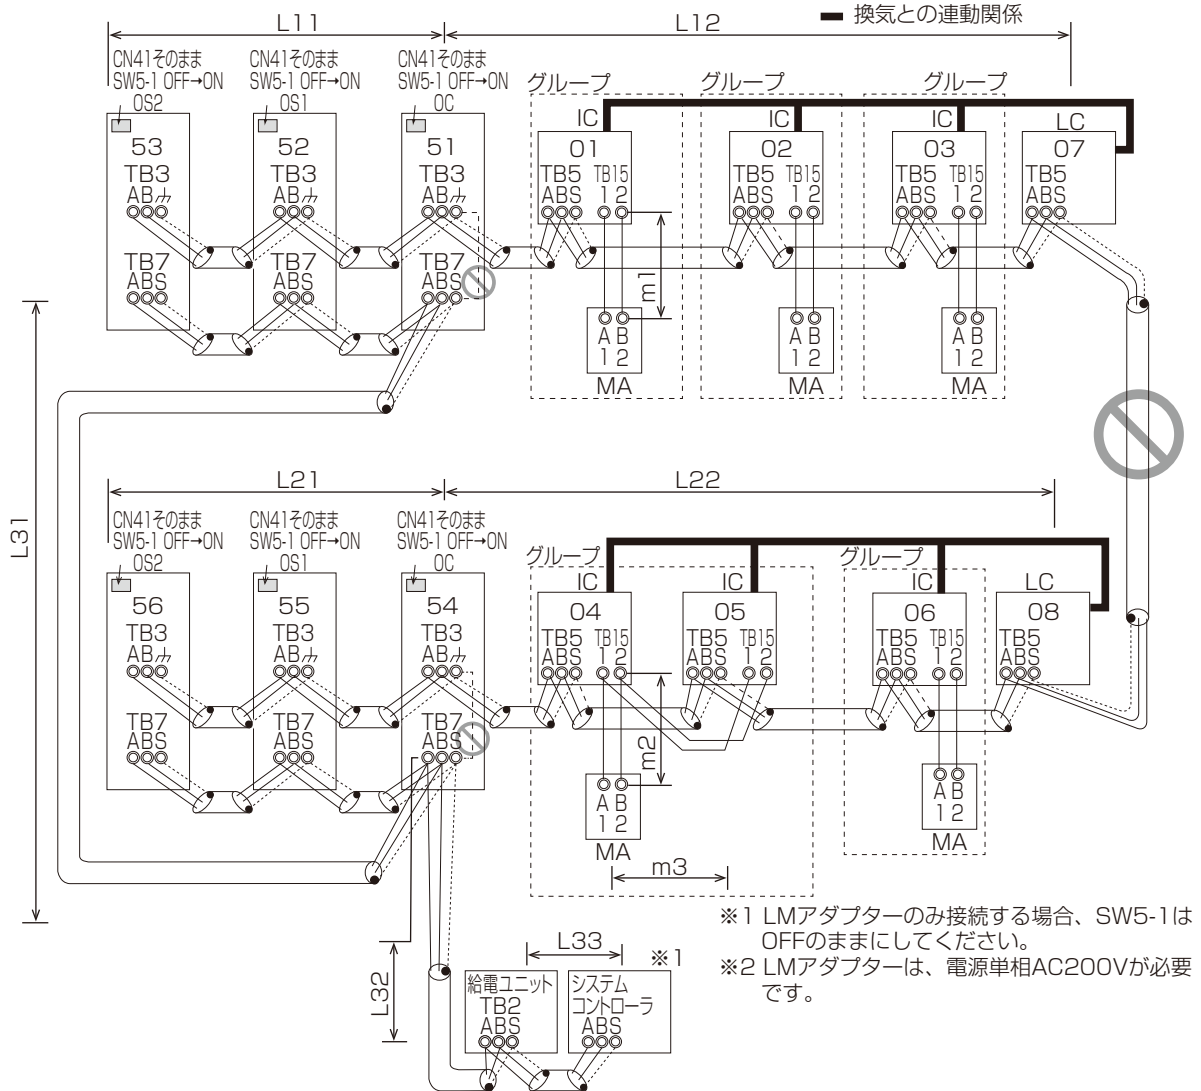 ━ 換気との連動関係
L11
L12
CN41そのまま CN41そのまま CN41そのまま
SW5-1 OFF→ON SW5-1 OFF→ON SW5-1 OFF→ON
OS2 OS1 OC
グループ グループ グループ
IC IC IC LC
53 52 51 01 02 03 07
TB3 TB3 TB3 TB5 TB15 TB5 TB15 TB5 TB15 TB5
AB AB AB ABS 1 2 ABS 1 2 ABS 1 2 ABS
TB7 TB7 TB7
ABS ABS ABS
m1
A B A B A B
1 2 1 2 1 2
MA MA MA
L31
L21
L22
CN41そのまま CN41そのまま CN41そのまま
SW5-1 OFF→ON SW5-1 OFF→ON SW5-1 OFF→ON
OS2 OS1 OC
グループ グループ
IC IC IC LC
56 55 54 04 05 06 08
TB3 TB3 TB3 TB5 TB15 TB5 TB15 TB5 TB15 TB5
AB AB AB ABS 1 2 ABS 1 2 ABS 1 2 ABS
TB7 TB7 TB7
ABS ABS ABS
m2
A B A B
1 2 1 2
MA MA
m3
※1 LMアダプターのみ接続する場合、SW5-1は
OFFのままにしてください。
※2 LMアダプターは、電源単相AC200Vが必要
です。
L33
※1
L32
給電ユニット システム
コントローラ
TB2
ABS ABS